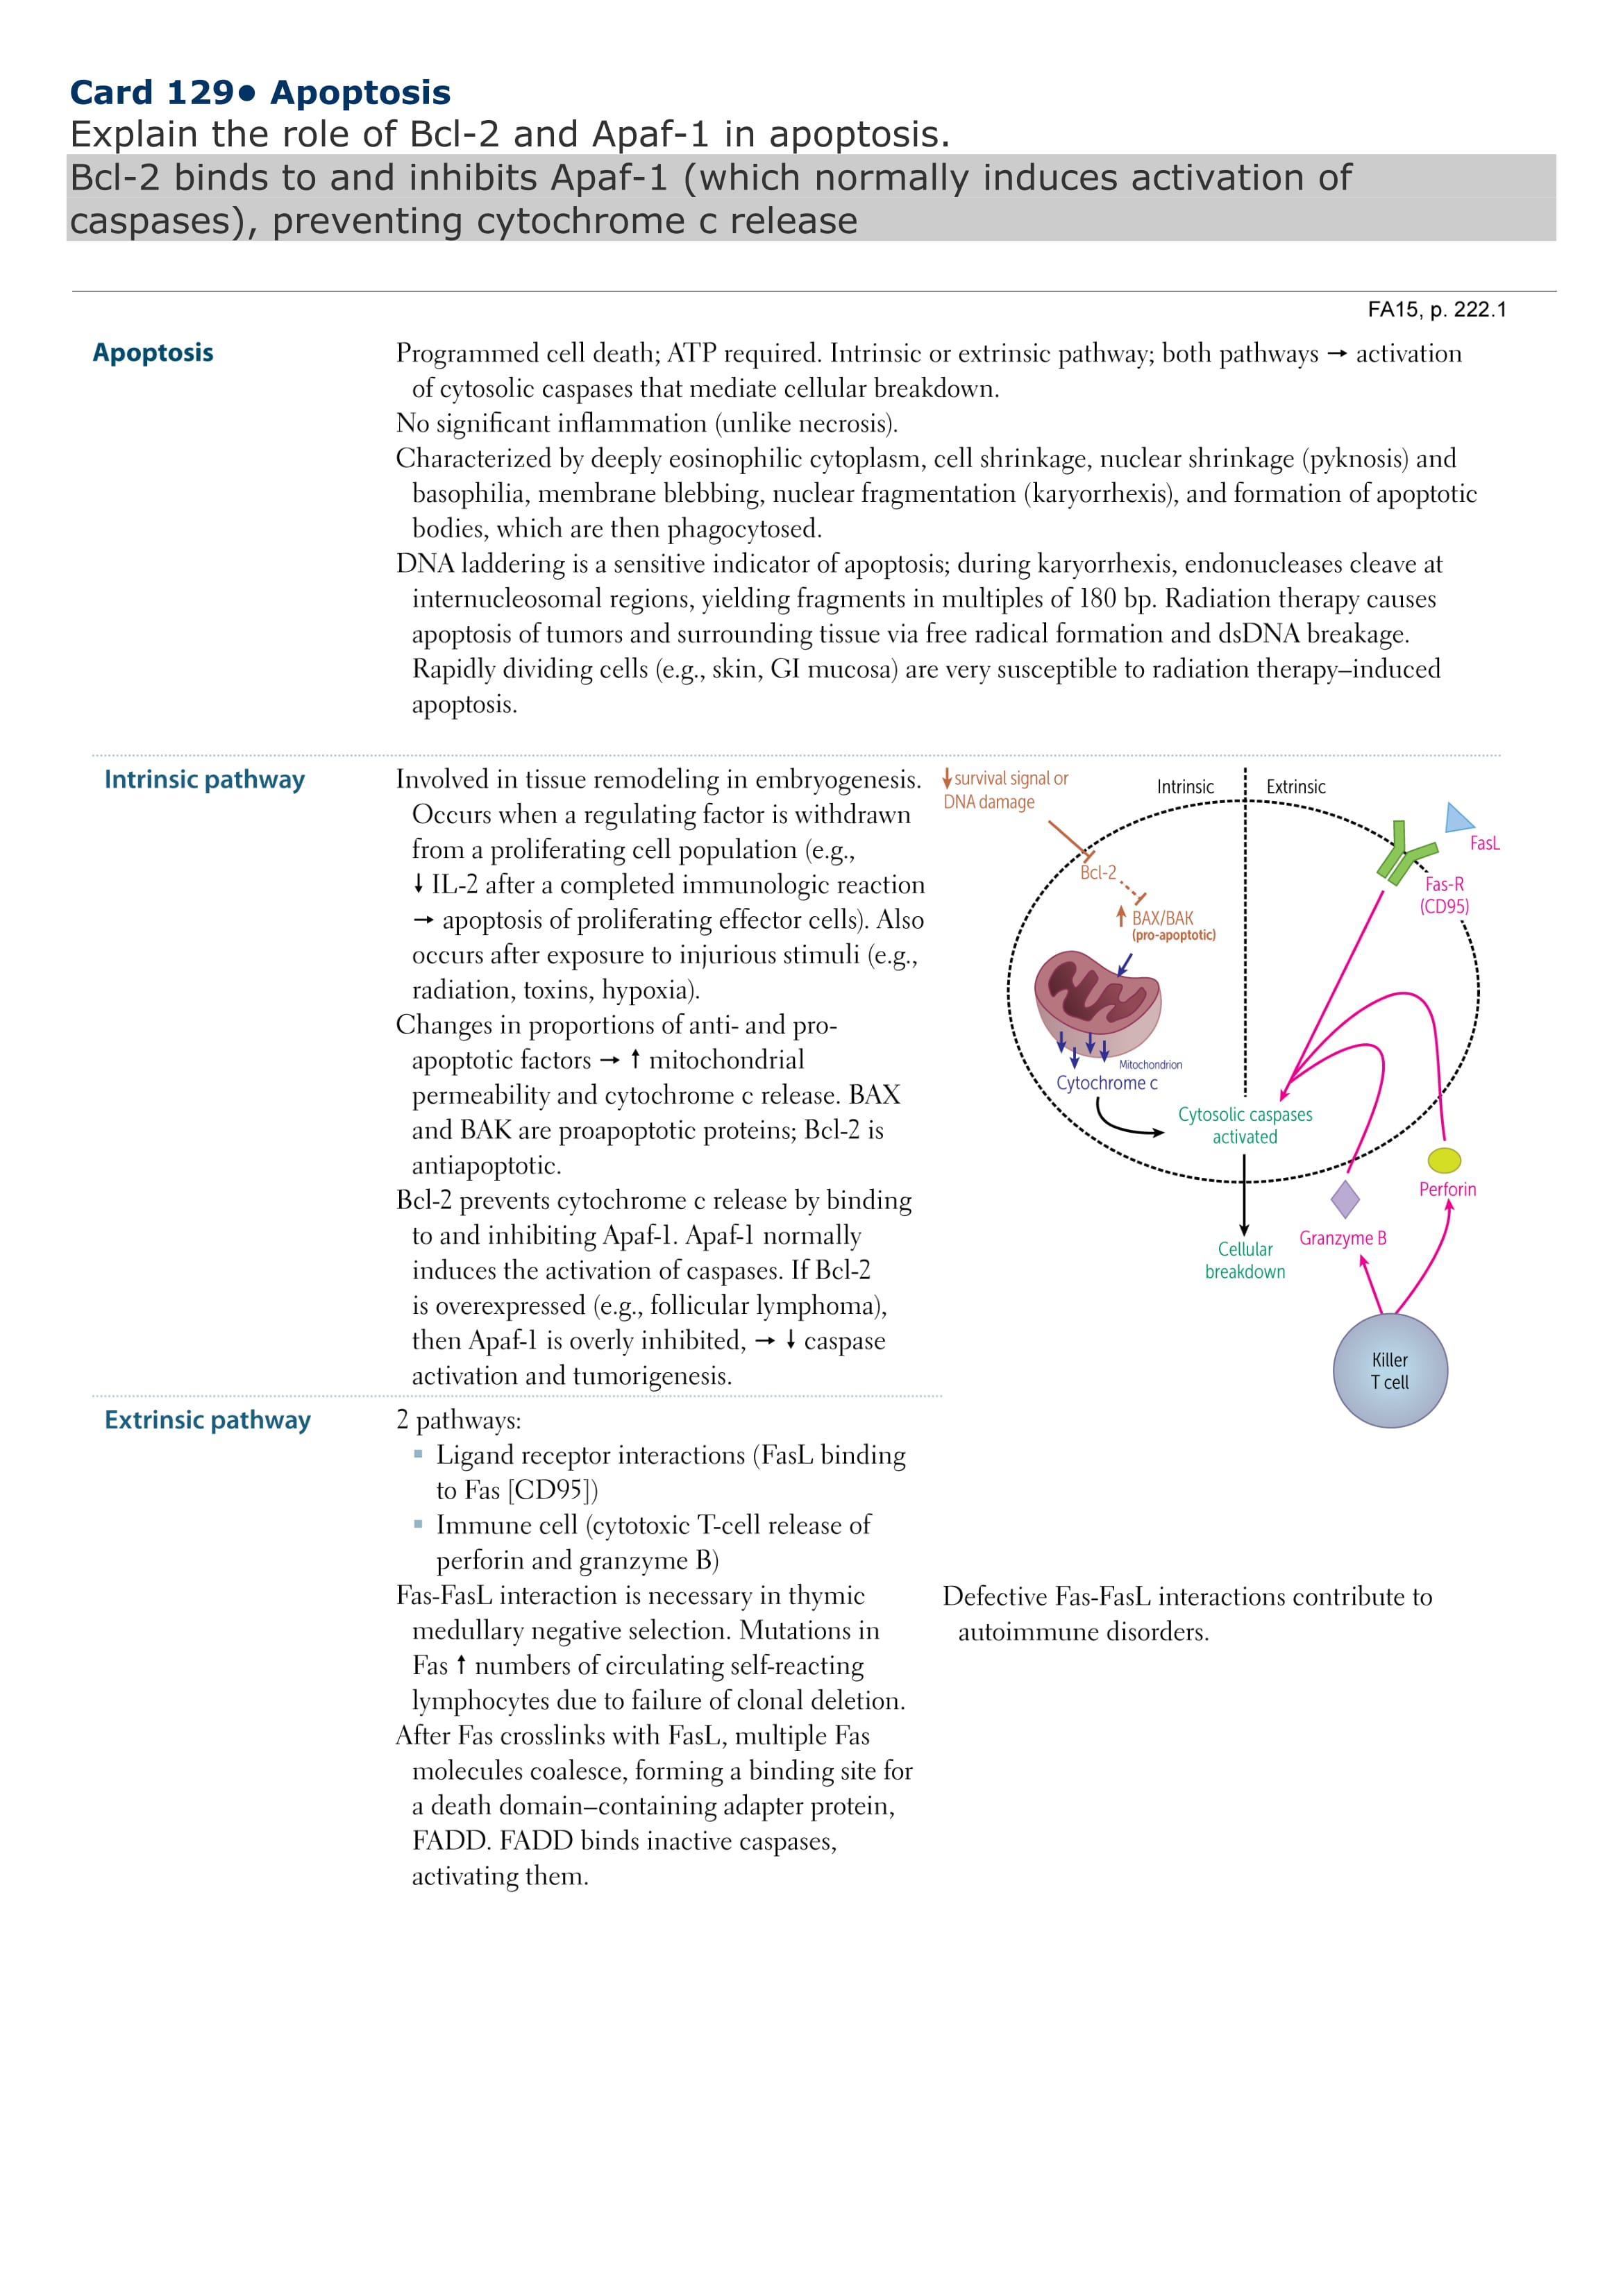 Card 129● Apoptosis
Explain the role of Bcl-2 and Apaf-1 in apoptosis.
Bcl-2 binds to and inhibits Apaf-1 (which normally induces activation of
caspases), preventing cytochrome c release
FA15, p. 222.1
Apoptosis
Programmed cell death; ATP required. Intrinsic or extrinsic pathway; both pathways → activation
of cytosolic caspases that mediate cellular breakdown.
No significant inflammation (unlike necrosis).
Characterized by deeply eosinophilic cytoplasm, cell shrinkage, nuclear shrinkage (pyknosis) and
basophilia, membrane blebbing, nuclear fragmentation (karyorrhexis), and formation of apoptotic
bodies, which are then phagocytosed.
DNA laddering is a sensitive indicator of apoptosis; during karyorrhexis, endonucleases cleave at
internucleosomal regions, yielding fragments in multiples of 180 bp. Radiation therapy causes
apoptosis of tumors and surrounding tissue via free radical formation and dsDNA breakage.
Rapidly dividing cells (e.g., skin, GI mucosa) are very susceptible to radiation therapy–induced
apoptosis.
Intrinsic pathway
Involved in tissue remodeling in embryogenesis.
Occurs when a regulating factor is withdrawn
from a proliferating cell population (e.g.,
↓ IL-2 after a completed immunologic reaction
→ apoptosis of proliferating effector cells). Also
occurs after exposure to injurious stimuli (e.g.,
radiation, toxins, hypoxia).
Changes in proportions of anti- and pro-
apoptotic factors → ↑ mitochondrial
permeability and cytochrome c release. BAX
and BAK are proapoptotic proteins; Bcl-2 is
antiapoptotic.
Bcl-2 prevents cytochrome c release by binding
to and inhibiting Apaf-1. Apaf-1 normally
induces the activation of caspases. If Bcl-2
is overexpressed (e.g., follicular lymphoma),
then Apaf-1 is overly inhibited, → ↓ caspase
activation and tumorigenesis.
↓ survival signal or
DNA damage
Intrinsic
Extrinsic
FasL
Fas-R
(CD95)
Bcl-2
↑ BAX/BAK
(pro-apoptotic)
Mitochondrion
Cytochrome c
Cytosolic caspases
activated
Perforin
Granzyme B
Cellular
breakdown
Killer
T cell
Extrinsic pathway
2 pathways:
▪ Ligand receptor interactions (FasL binding
to Fas [CD95])
▪ Immune cell (cytotoxic T-cell release of
perforin and granzyme B)
Fas-FasL interaction is necessary in thymic
medullary negative selection. Mutations in
Fas ↑ numbers of circulating self-reacting
lymphocytes due to failure of clonal deletion.
After Fas crosslinks with FasL, multiple Fas
molecules coalesce, forming a binding site for
a death domain–containing adapter protein,
FADD. FADD binds inactive caspases,
activating them.
Defective Fas-FasL interactions contribute to
autoimmune disorders.